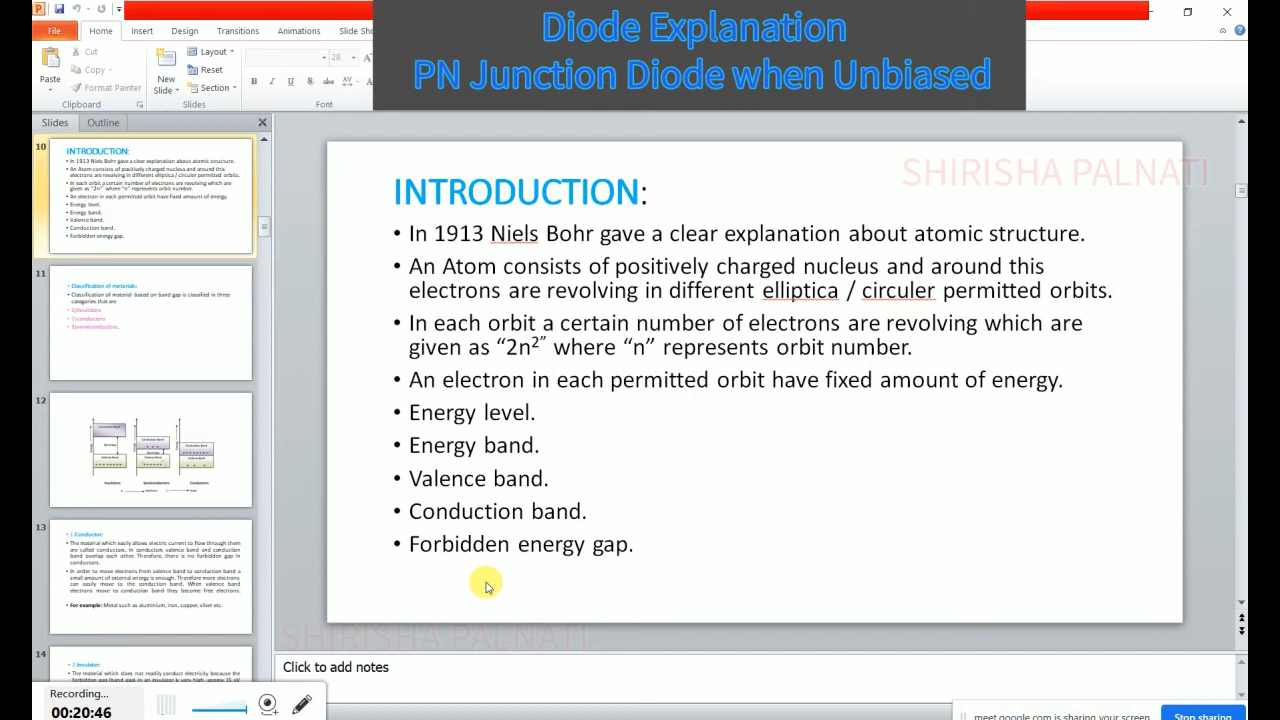 Diode Explanation
PN Junction Diode when Unbiased
File Home Insert Design Transitions Animations Slide Sho
Cut
Copy
Format Painter
Paste
Clipboard
New
Slide
Layout
Reset
Section
Slides
28
Font
Slides Outline
10
INTRODUCTION:
In 1913 Niels Bohr gave a clear explanation about atomic structure.
An Atom consists of positively charged nucleus and around this
electrons are revolving in different elliptica / circuler permitted orbits.
In each orbit a certain number of electrons are revolving which are
given as "2n2" where "n" represents orbit number.
An electron in each permitted orbit have fixed amount of energy.
Energy level.
Energy band.
Valence band.
Conduction band.
Forbidden energy gap.
11
Classification of materials:
Classification of material based on band gap is classified in three
categories that are
1)Insulators
2)conductors
3)semiconductors.
12
Conduction Band
Valence Band
Insulators Semiconductors Conductors
13
1.Conductor:
The material which easily allows electric current to flow through them
are called conductors. In conductors valence band and conduction
band overlap each other. Therefore, there is no forbidden gap in
conductors.
In order to move electrons from valence band to conduction band a
small amount of external energy is enough. Therefore more electrons
can easily move to the conduction band. When valence band
electrons move to conduction band they become free electrons.
For example: Metal such as aluminium, iron, copper, silver etc.
14
2.Insulator:
The material which does not readily conduct electricity because the
SHIRISHA PALNATI
INTRODUCTION:
• In 1913 Niels Bohr gave a clear explanation about atomic structure.
• An Atom consists of positively charged nucleus and around this
electrons are revolving in different elliptica / circuler permitted orbits.
• In each orbit a certain number of electrons are revolving which are
given as “2n2” where “n” represents orbit number.
• An electron in each permitted orbit have fixed amount of energy.
• Energy level.
• Energy band.
• Valence band.
• Conduction band.
• Forbidden energy gap.
SHIRISHA PALNATI
Click to add notes
Recording...
00:20:46
meet.google.com is sharing your screen.
Stop sharing